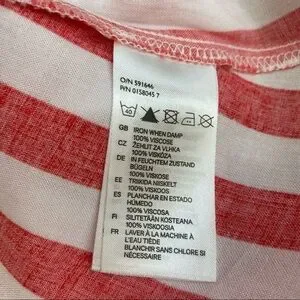 O/N 591646
P/N 0158045 7
40
GB IRON WHEN DAMP
100% VISCOSE
CZ ŽEHLIT ZA VLHKA
100% VISKÓZA
DE IN FEUCHTEM ZUSTAND
BÜGELN
100% VISKOSE
EE TRIIKIDA NIISKELT
100% VISKOOS
ES PLANCHAR EN ESTADO
HÚMEDO
100% VISCOSA
FI SILITETÄÄN KOSTEANA
100% VISKOOSI
FR LAVER À LA MACHINE À
L'EAU TIÈDE
BLANCHIR SANS CHLORE SI
NÉCESSAIRE